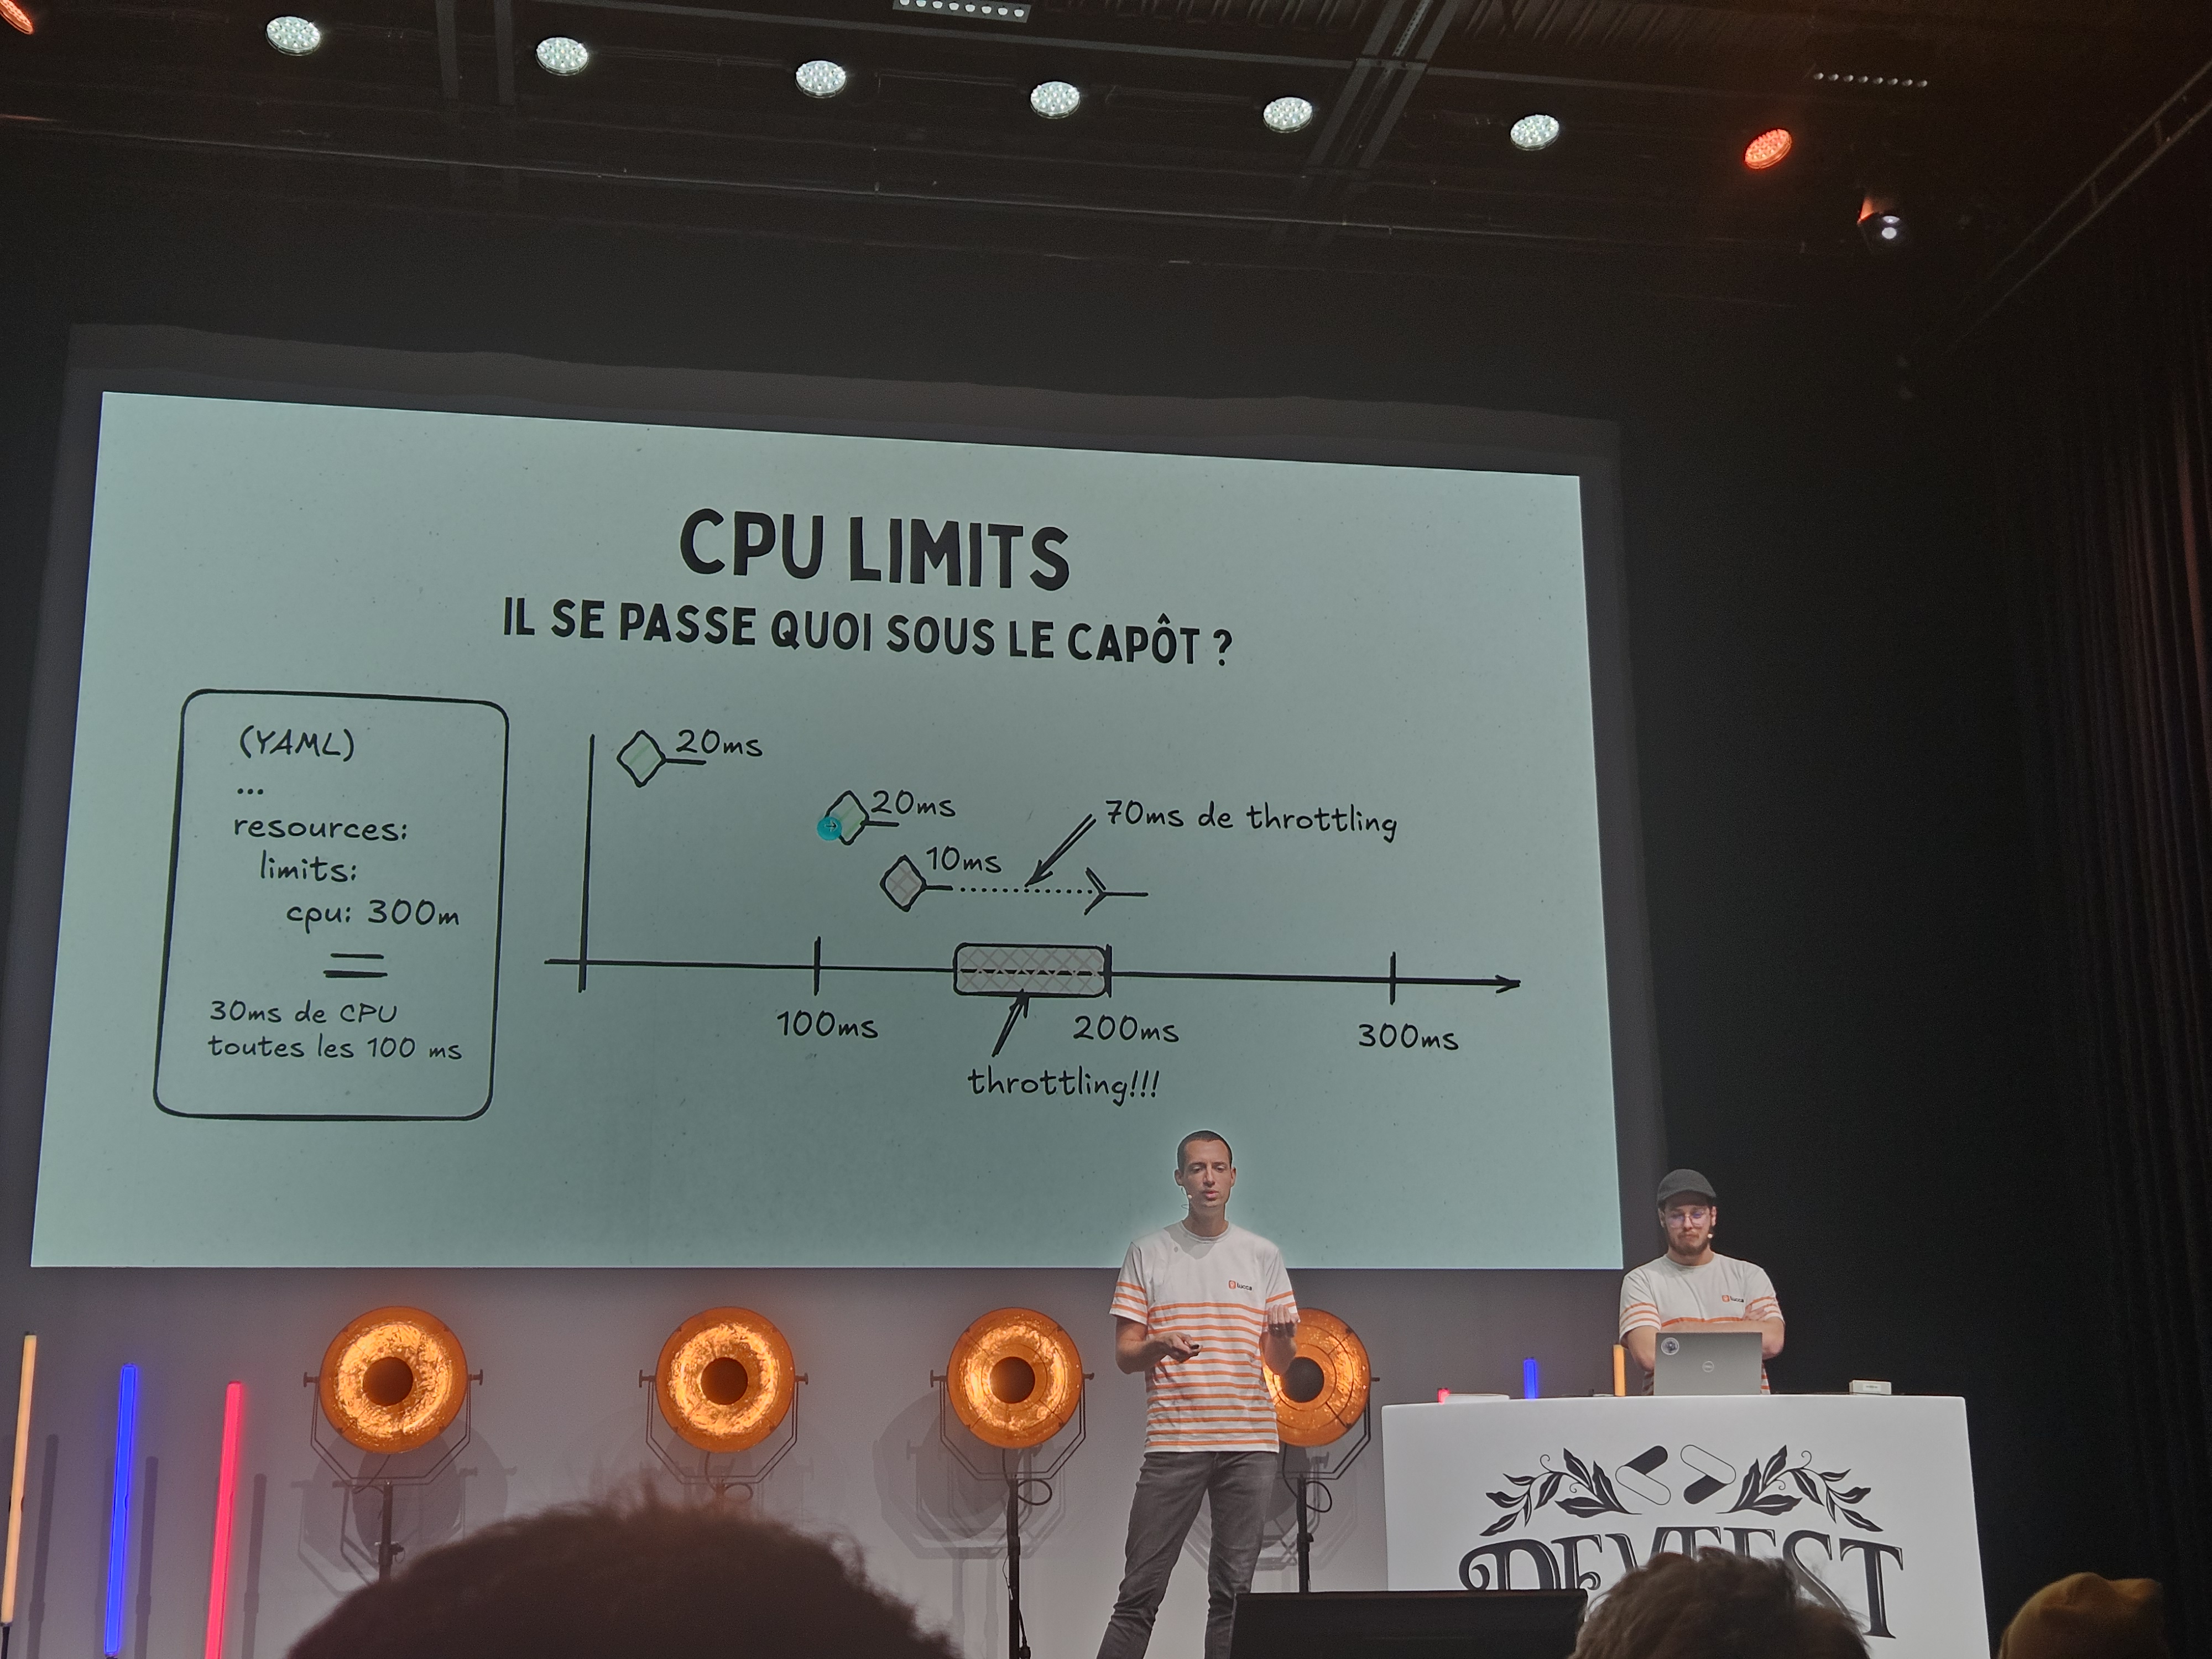 CPU LIMITS
IL SE PASSE QUOI SOUS LE CAPÔT ?
(YAML)
...
resources:
limits:
cpu: 300m
=
30ms de CPU
toutes les 100 ms
20ms
20ms
70ms de throttling
10ms
100ms
200ms
300ms
throttling!!!
lucca
lucca
DELL
DEVFEST